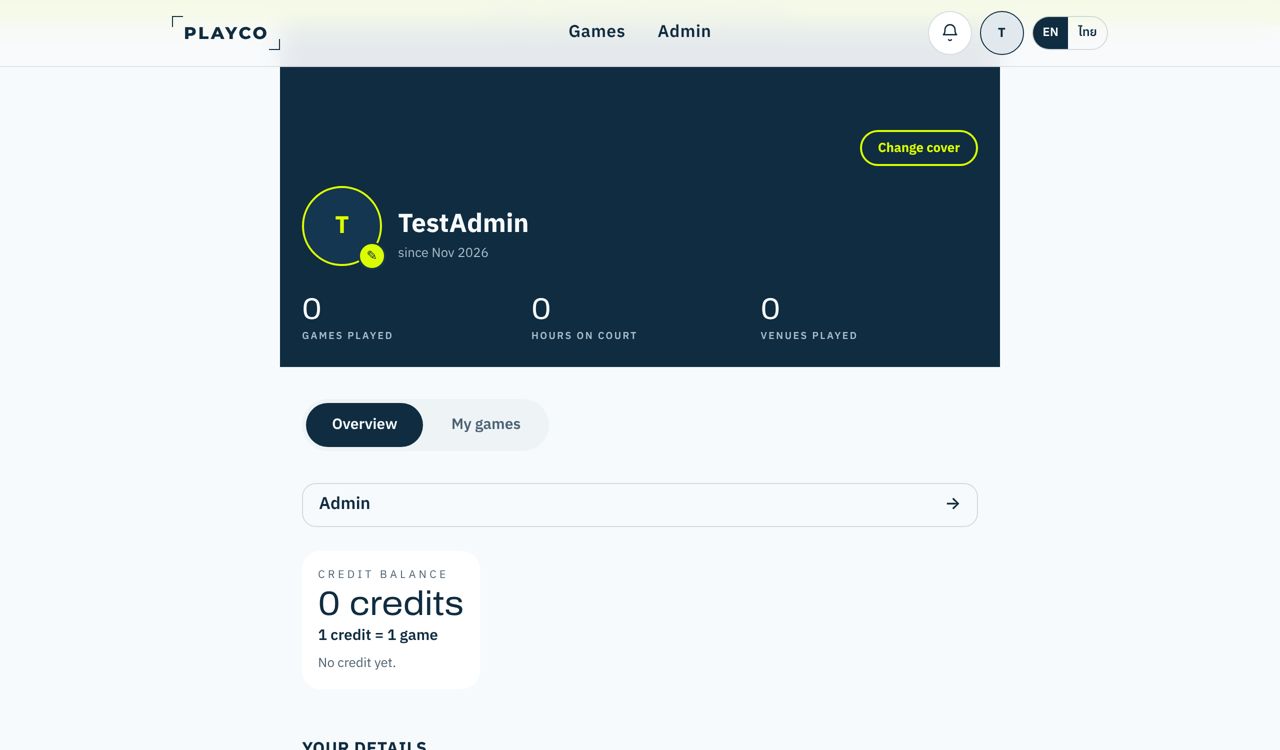 PLAYCO
Games Admin
T
EN ไทย
Change cover
T
TestAdmin
since Nov 2026
0 0 0
GAMES PLAYED HOURS ON COURT VENUES PLAYED
Overview My games
Admin
CREDIT BALANCE
0 credits
1 credit = 1 game
No credit yet.
YOUR DETAILS